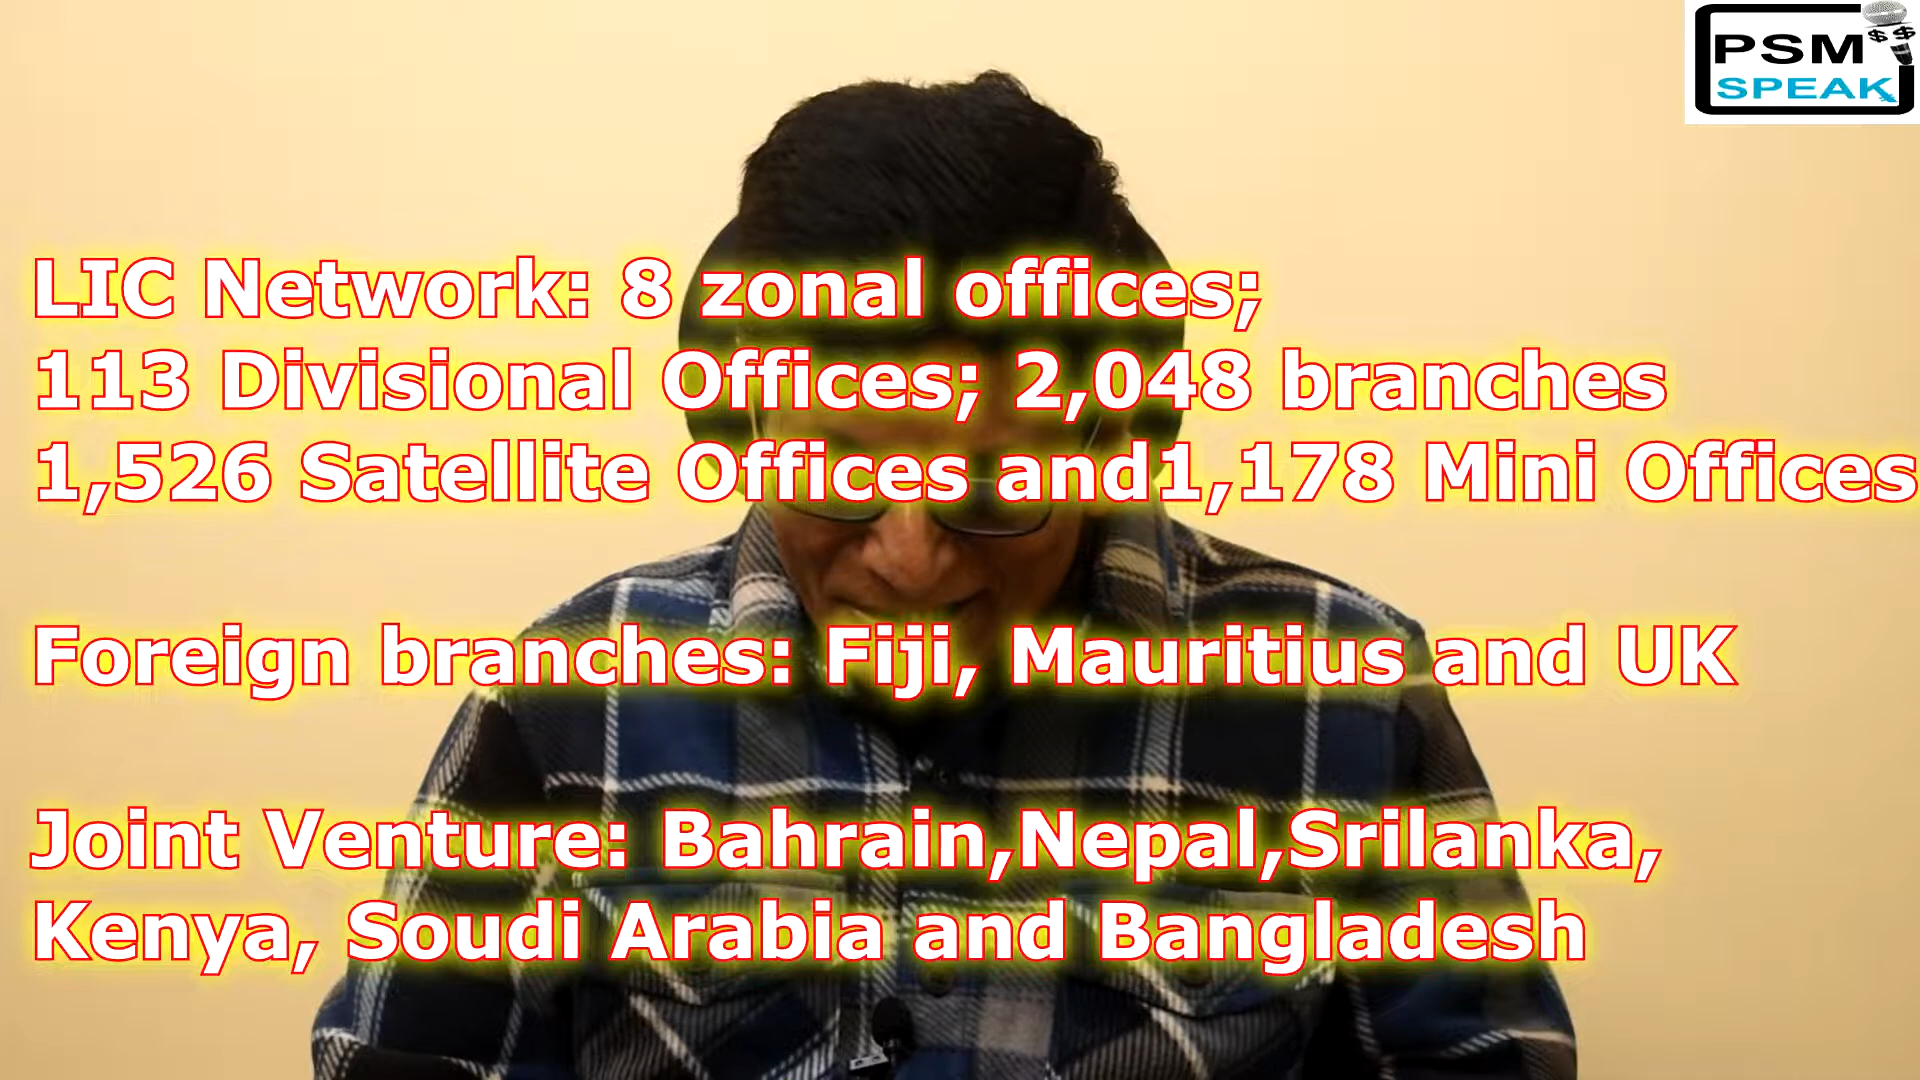 PSM $$
SPEAK
LIC Network: 8 zonal offices;
113 Divisional Offices; 2,048 branches
1,526 Satellite Offices and1,178 Mini Offices
Foreign branches: Fiji, Mauritius and UK
Joint Venture: Bahrain,Nepal,Srilanka,
Kenya, Soudi Arabia and Bangladesh